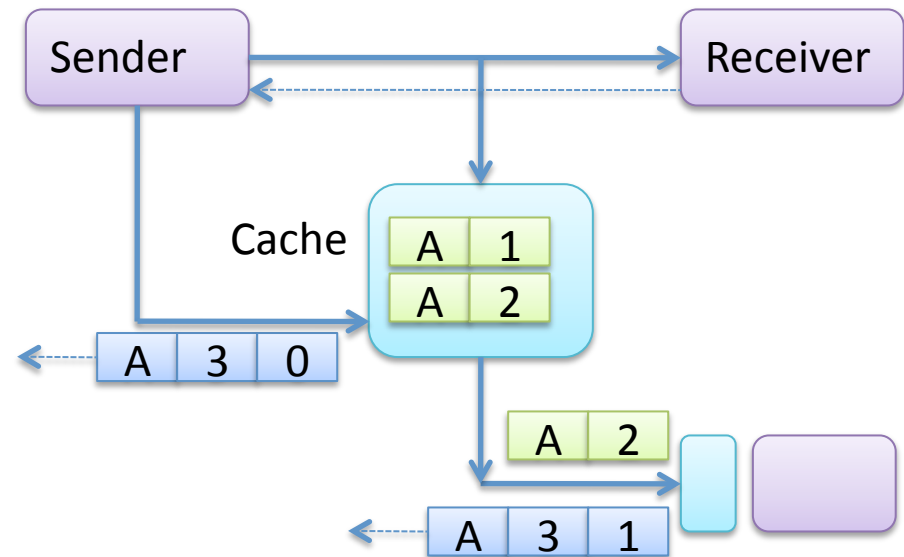 Sender
Receiver
Cache
A 1
A 2
A 3 0
A 2
A 3 1